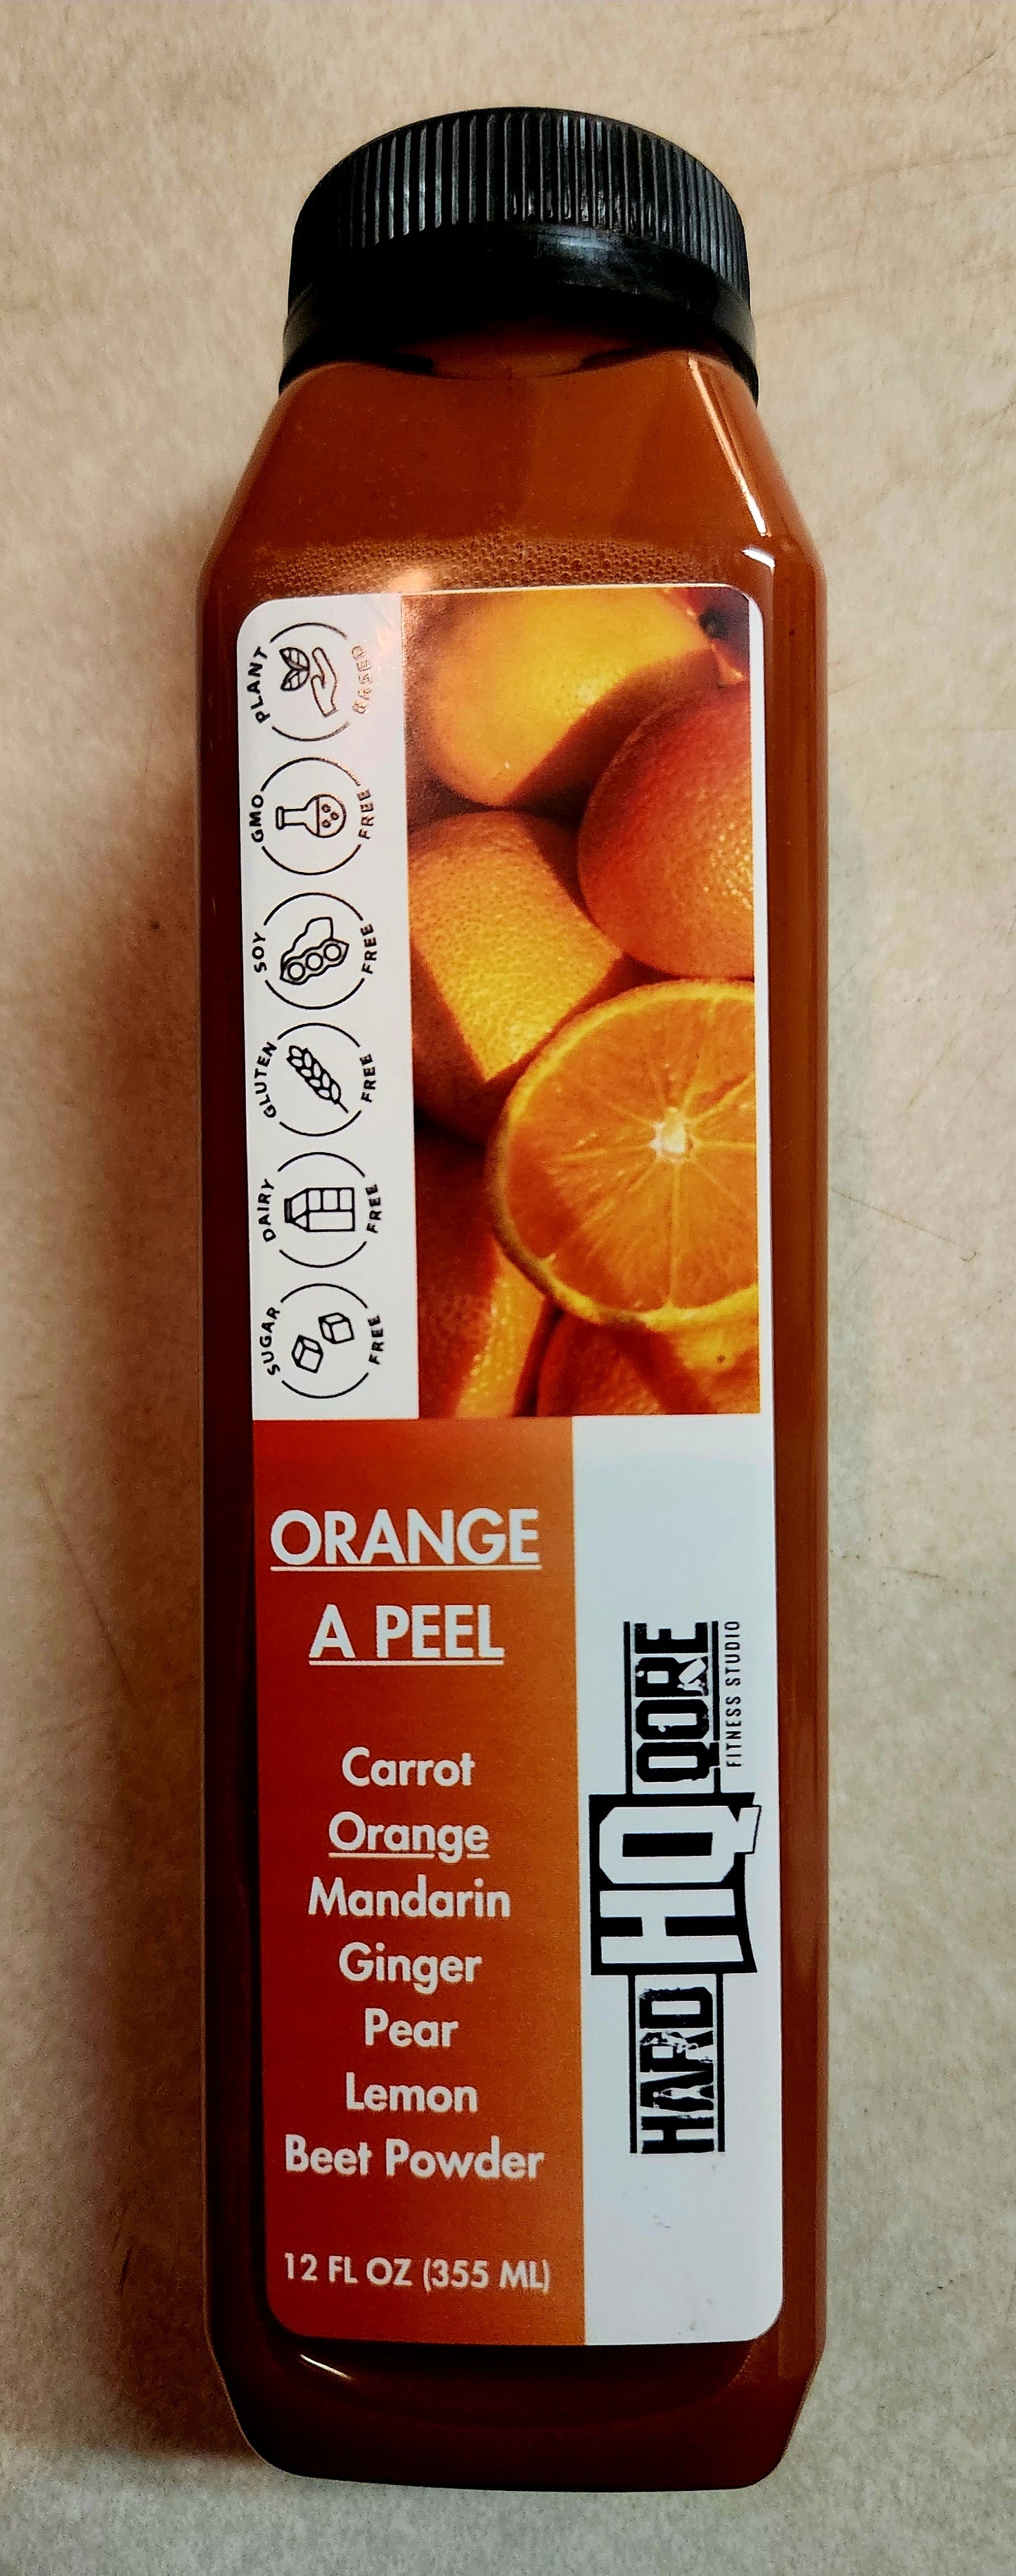 PLANT BASED
GMO FREE
SOY FREE
GLUTEN FREE
DAIRY FREE
SUGAR FREE
ORANGE
A PEEL
Carrot
Orange
Mandarin
Ginger
Pear
Lemon
Beet Powder
12 FL OZ (355 ML)
HARD HQ QORE
FITNESS STUDIO